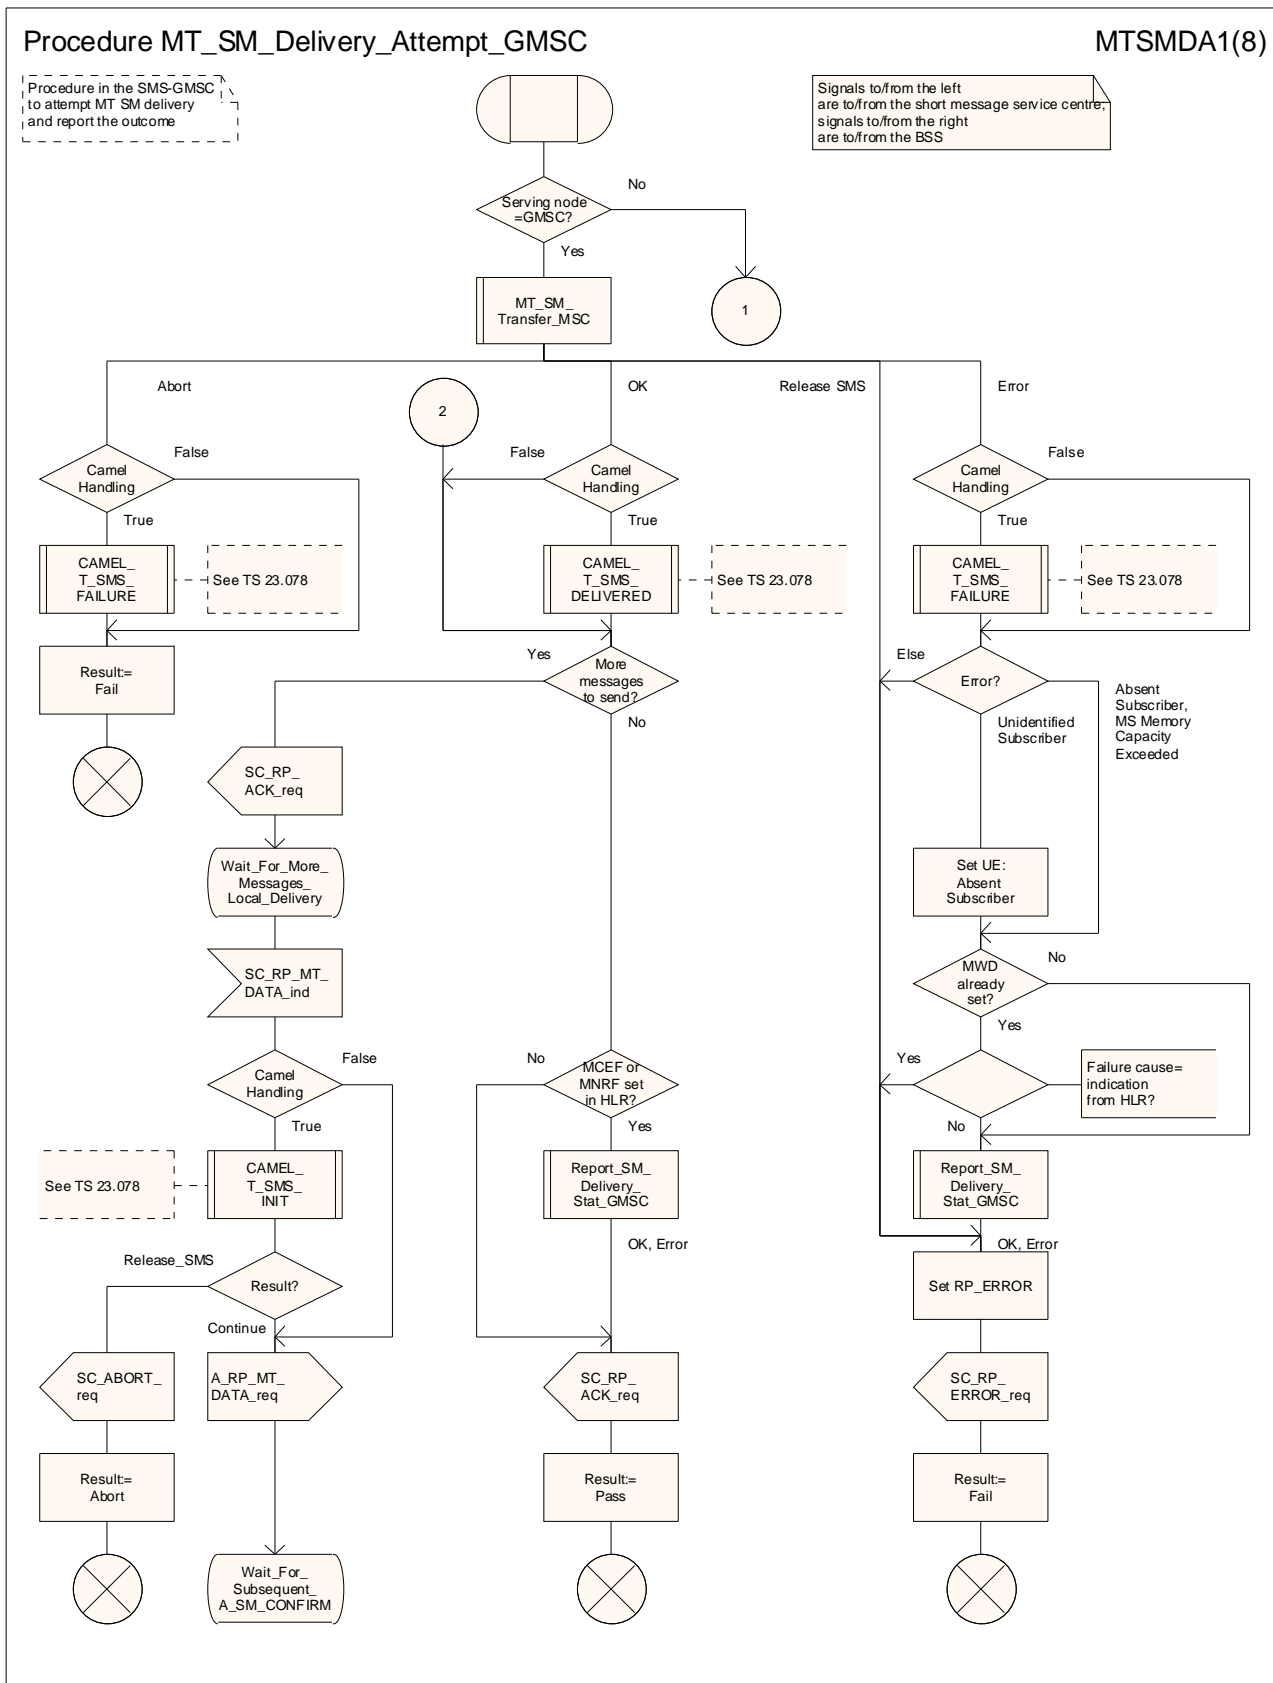 Procedure MT_SM_Delivery_Attempt_GMSC
MTSMDA1(8)
Procedure in the SMS-GMSC
to attempt MT SM delivery
and report the outcome
Signals to/from the left
are to/from the short message service centre;
signals to/from the right
are to/from the BSS
No
Serving node
=GMSC?
Yes
MT_SM_
Transfer_MSC
1
Abort
2
OK
Release SMS
Error
False
False
False
Camel
Handling
Camel
Handling
Camel
Handling
True
True
True
CAMEL_
T_SMS_
FAILURE
See TS 23.078
CAMEL_
T_SMS_
DELIVERED
See TS 23.078
CAMEL_
T_SMS_
FAILURE
See TS 23.078
Result:=
Fail
Yes
More
messages
to send?
No
Else
Error?
Unidentified
Subscriber
Absent
Subscriber,
MS Memory
Capacity
Exceeded
SC_RP_
ACK_req
Wait_For_More_
Messages_
Local_Delivery
Set UE:
Absent
Subscriber
SC_RP_MT_
DATA_ind
MWD
already
set?
No
Yes
Camel
Handling
False
True
No
MCEF or
MNRF set
in HLR?
Yes
Yes
Failure cause=
indication
from HLR?
No
See TS 23.078
CAMEL_
T_SMS_
INIT
Report_SM_
Delivery_
Stat_GMSC
Report_SM_
Delivery_
Stat_GMSC
OK, Error
OK, Error
Release_SMS
Result?
Continue
Set RP_ERROR
SC_ABORT_
req
A_RP_MT_
DATA_req
SC_RP_
ACK_req
SC_RP_
ERROR_req
Result:=
Abort
Result:=
Pass
Result:=
Fail
Wait_For_
Subsequent_
A_SM_CONFIRM